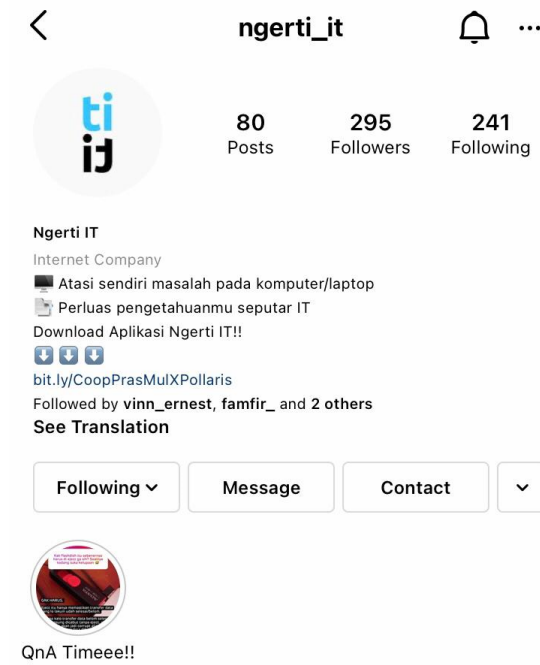 ngerti_it
ti
it
80 295 241
Posts Followers Following
Ngerti IT
Internet Company
Atasi sendiri masalah pada komputer/laptop
Perluas pengetahuanmu seputar IT
Download Aplikasi Ngerti IT!!
bit.ly/CoopPrasMulXPollaris
Followed by vinn_ernest, famfir_ and 2 others
See Translation
Following Message Contact
QnA Timeee!!